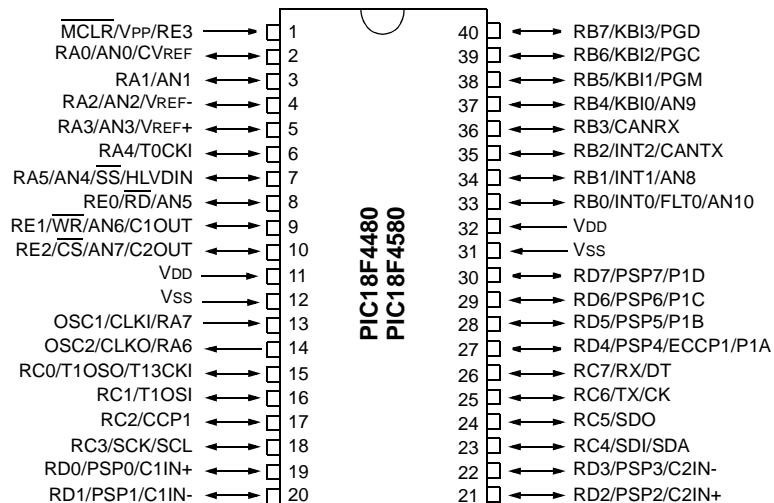 MCLR/VPP/RE3 1 40 RB7/KBI3/PGD
RA0/AN0/CVREF 2 39 RB6/KBI2/PGC
RA1/AN1 3 38 RB5/KBI1/PGM
RA2/AN2/VREF- 4 37 RB4/KBI0/AN9
RA3/AN3/VREF+ 5 36 RB3/CANRX
RA4/T0CKI 6 35 RB2/INT2/CANTX
RA5/AN4/SS/HLVDIN 7 34 RB1/INT1/AN8
RE0/RD/AN5 8 33 RB0/INT0/FLT0/AN10
RE1/WR/AN6/C1OUT 9 32 VDD
RE2/CS/AN7/C2OUT 10 31 VSS
VDD 11 30 RD7/PSP7/P1D
VSS 12 29 RD6/PSP6/P1C
OSC1/CLKI/RA7 13 28 RD5/PSP5/P1B
OSC2/CLKO/RA6 14 27 RD4/PSP4/ECCP1/P1A
RC0/T1OSO/T13CKI 15 26 RC7/RX/DT
RC1/T1OSI 16 25 RC6/TX/CK
RC2/CCP1 17 24 RC5/SDO
RC3/SCK/SCL 18 23 RC4/SDI/SDA
RD0/PSP0/C1IN+ 19 22 RD3/PSP3/C2IN-
RD1/PSP1/C1IN- 20 21 RD2/PSP2/C2IN+
PIC18F4480
PIC18F4580